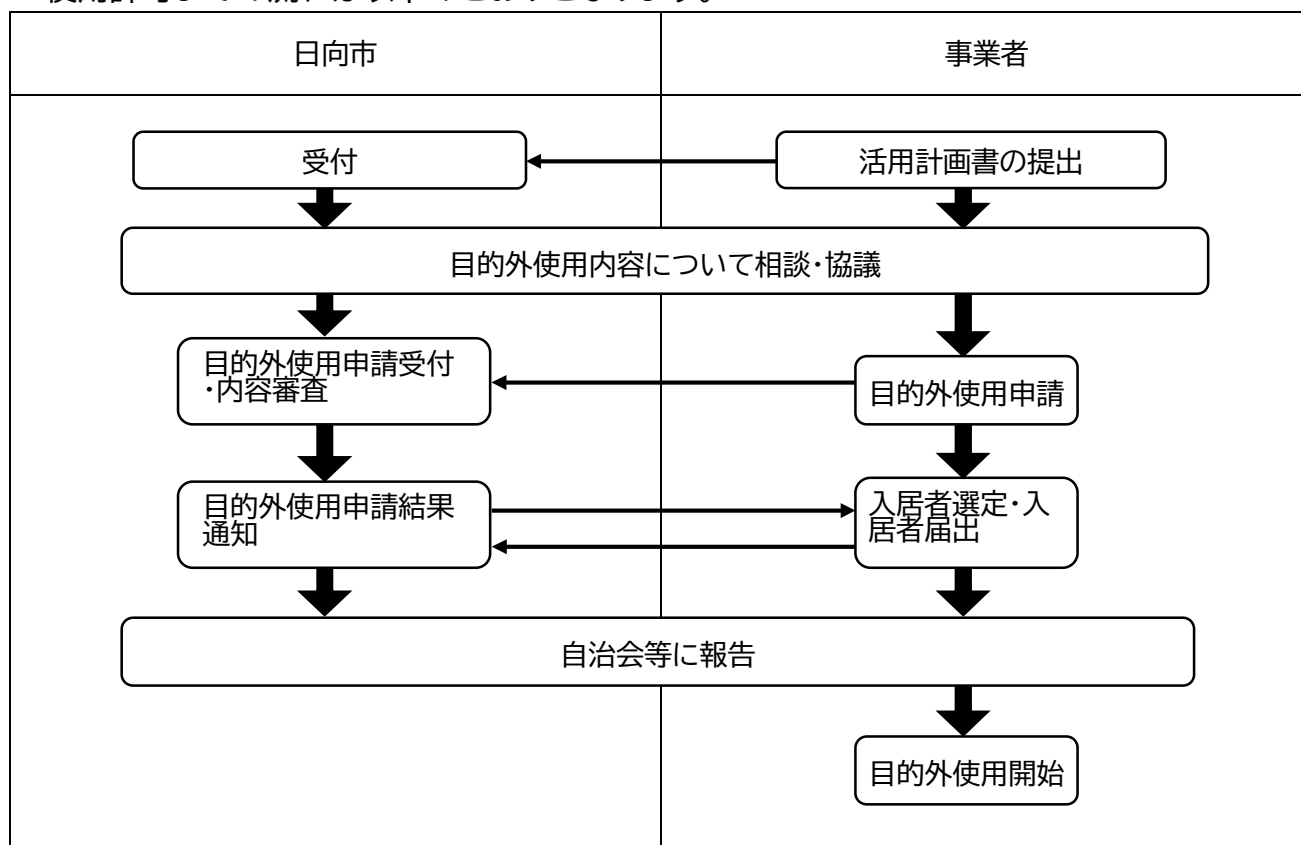 日向市
事業者
受付
活用計画書の提出
目的外使用内容について相談・協議
目的外使用申請受付
・内容審査
目的外使用申請
目的外使用申請結果
通知
入居者選定・入
居者届出
自治会等に報告
目的外使用開始